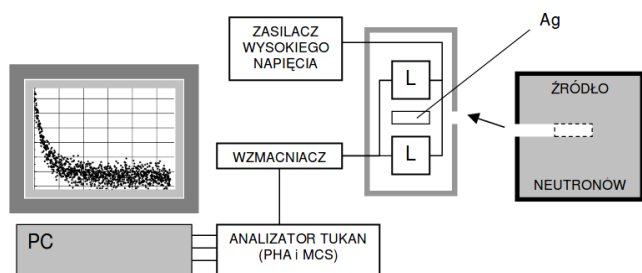 ZASILACZ
WYSOKIEGO
NAPIĘCIA
Ag
L
L
ŹRÓDŁO
NEUTRONÓW
WZMACNIACZ
PC
ANALIZATOR TUKAN
(PHA i MCS)